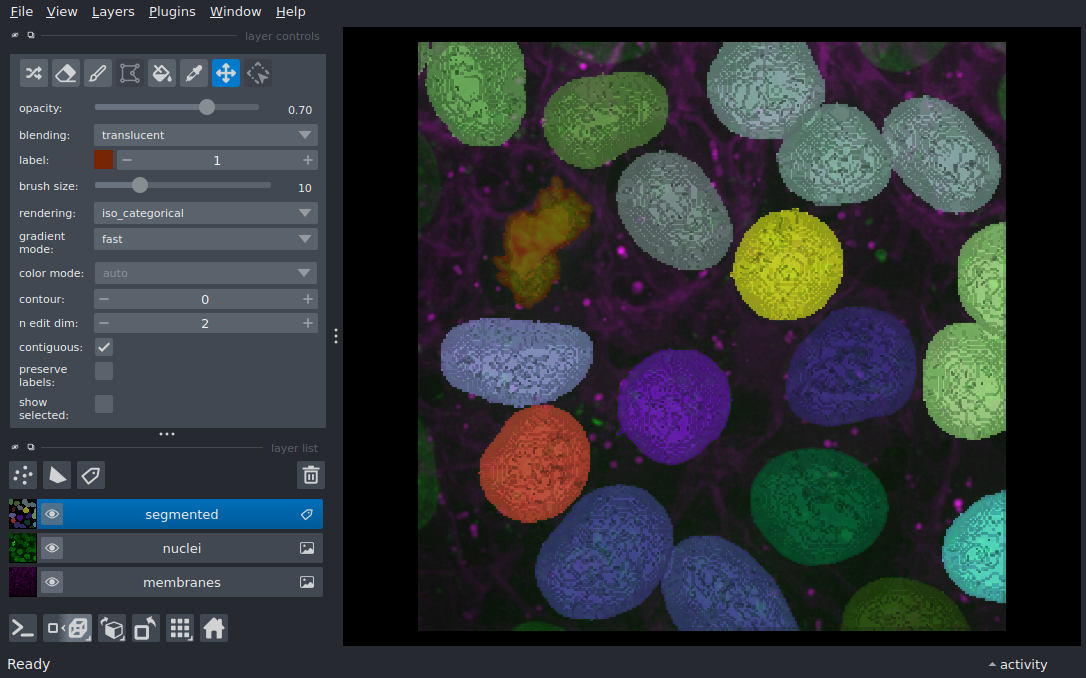 File View Layers Plugins Window Help
layer controls
opacity: 0.70
blending: translucent
label: 1
brush size: 10
rendering: iso_categorical
gradient
mode: fast
color mode: auto
contour: 0
n edit dim: 2
contiguous:
preserve
labels:
show
selected:
layer list
segmented
nuclei
membranes
Ready
activity